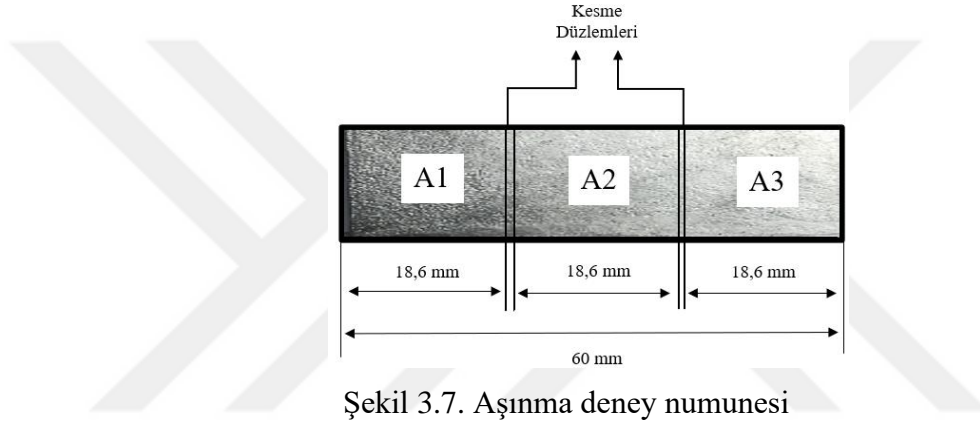 Kesme
Düzlemleri
A1 A2 A3
18,6 mm 18,6 mm 18,6 mm
60 mm
Şekil 3.7. Aşınma deney numunesi